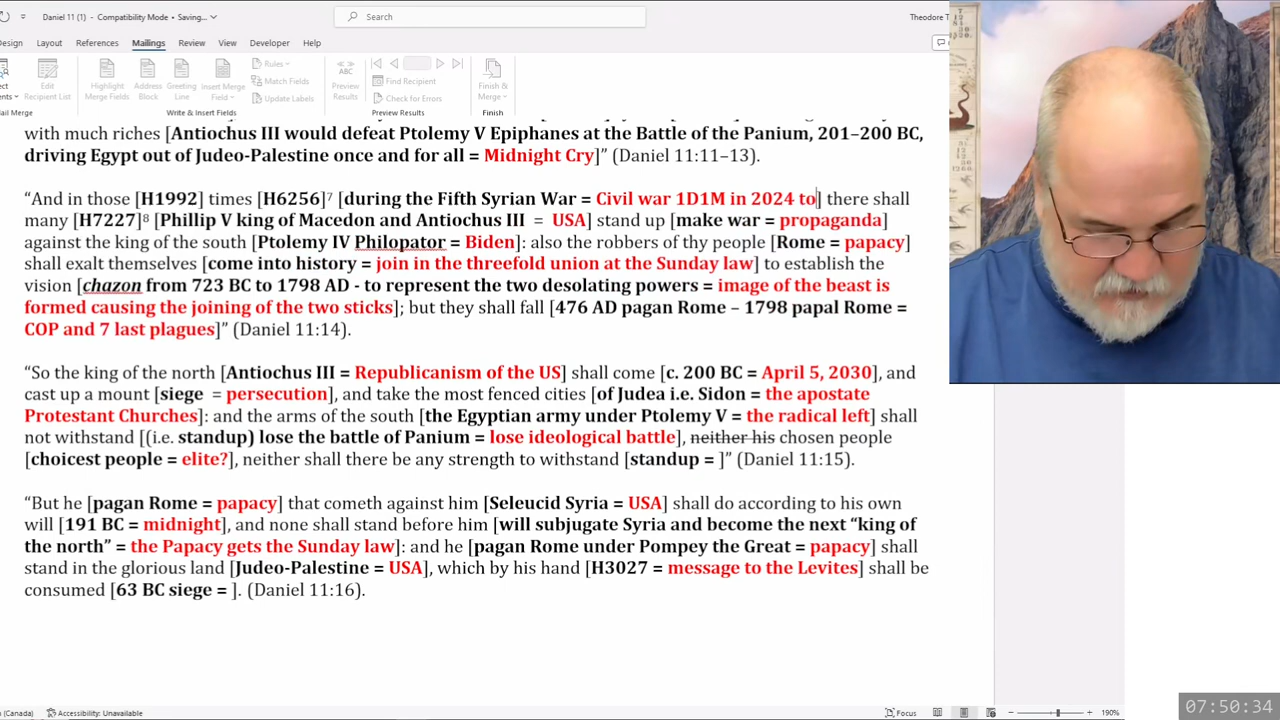 Daniel 11 (1) - Compatibility Mode • Saving...
Search
Theodore T
Design Layout References Mailings Review View Developer Help
Edit Recipient List
Highlight Merge Fields
Address Block
Greeting Line
Insert Merge Field
Rules
Match Fields
Update Labels
Preview Results
Find Recipient
Check for Errors
Finish & Merge
ail Merge
Write & Insert Fields
Preview Results
Finish
with much riches [Antiochus III would defeat Ptolemy V Epiphanes at the Battle of the Panium, 201–200 BC,
driving Egypt out of Judeo-Palestine once and for all = Midnight Cry]” (Daniel 11:11–13).
“And in those [H1992] times [H6256]⁷ [during the Fifth Syrian War = Civil war 1D1M in 2024 to] there shall
many [H7227]⁸ [Phillip V king of Macedon and Antiochus III = USA] stand up [make war = propaganda]
against the king of the south [Ptolemy IV Philopator = Biden]: also the robbers of thy people [Rome = papacy]
shall exalt themselves [come into history = join in the threefold union at the Sunday law] to establish the
vision [chazon from 723 BC to 1798 AD - to represent the two desolating powers = image of the beast is
formed causing the joining of the two sticks]; but they shall fall [476 AD pagan Rome – 1798 papal Rome =
COP and 7 last plagues]” (Daniel 11:14).
“So the king of the north [Antiochus III = Republicanism of the US] shall come [c. 200 BC = April 5, 2030], and
cast up a mount [siege = persecution], and take the most fenced cities [of Judea i.e. Sidon = the apostate
Protestant Churches: and the arms of the south [the Egyptian army under Ptolemy V = the radical left] shall
not withstand [(i.e. standup) lose the battle of Panium = lose ideological battle], neither his chosen people
[choicest people = elite?], neither shall there be any strength to withstand [standup = ]” (Daniel 11:15).
“But he [pagan Rome = papacy] that cometh against him [Seleucid Syria = USA] shall do according to his own
will [191 BC = midnight], and none shall stand before him [will subjugate Syria and become the next “king of
the north” = the Papacy gets the Sunday law]: and he [pagan Rome under Pompey the Great = papacy] shall
stand in the glorious land [Judeo-Palestine = USA], which by his hand [H3027 = message to the Levites] shall be
consumed [63 BC siege = ]. (Daniel 11:16).
(Canada)
Accessibility: Unavailable
Focus
190%
07:50:34